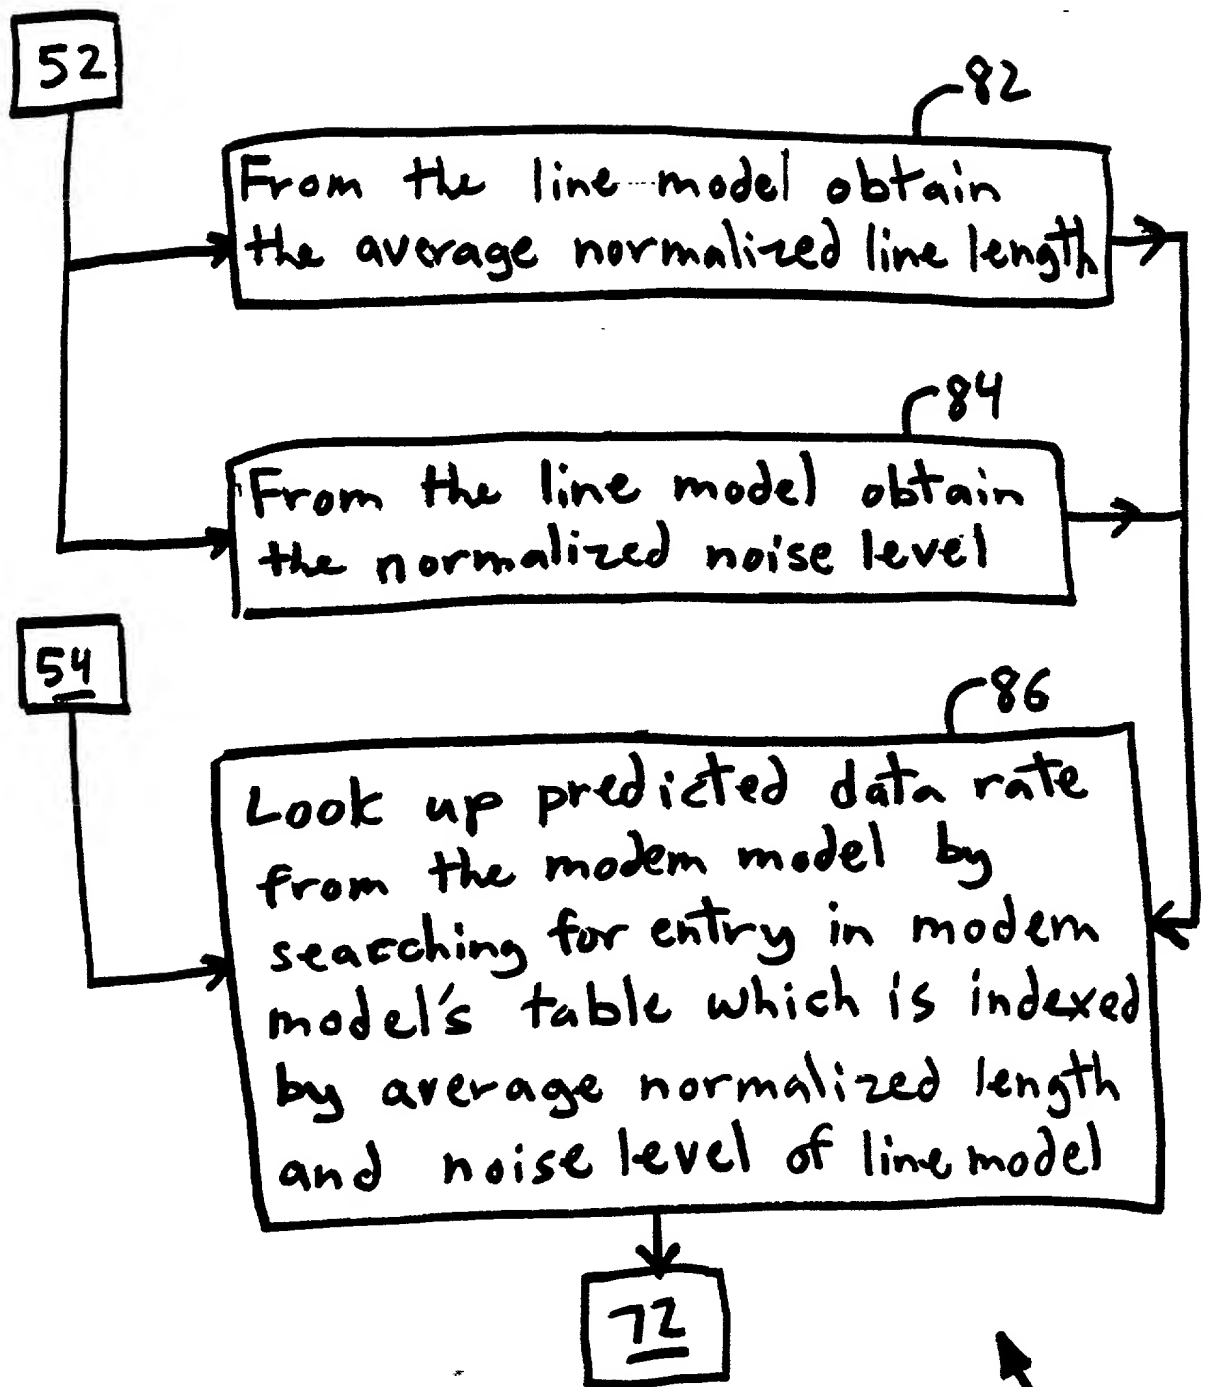 52
82
From the line model obtain
the average normalized line length
84
From the line model obtain
the normalized noise level
54
86
Look up predicted data rate
from the modem model by
searching for entry in modem
model's table which is indexed
by average normalized length
and noise level of line model
72